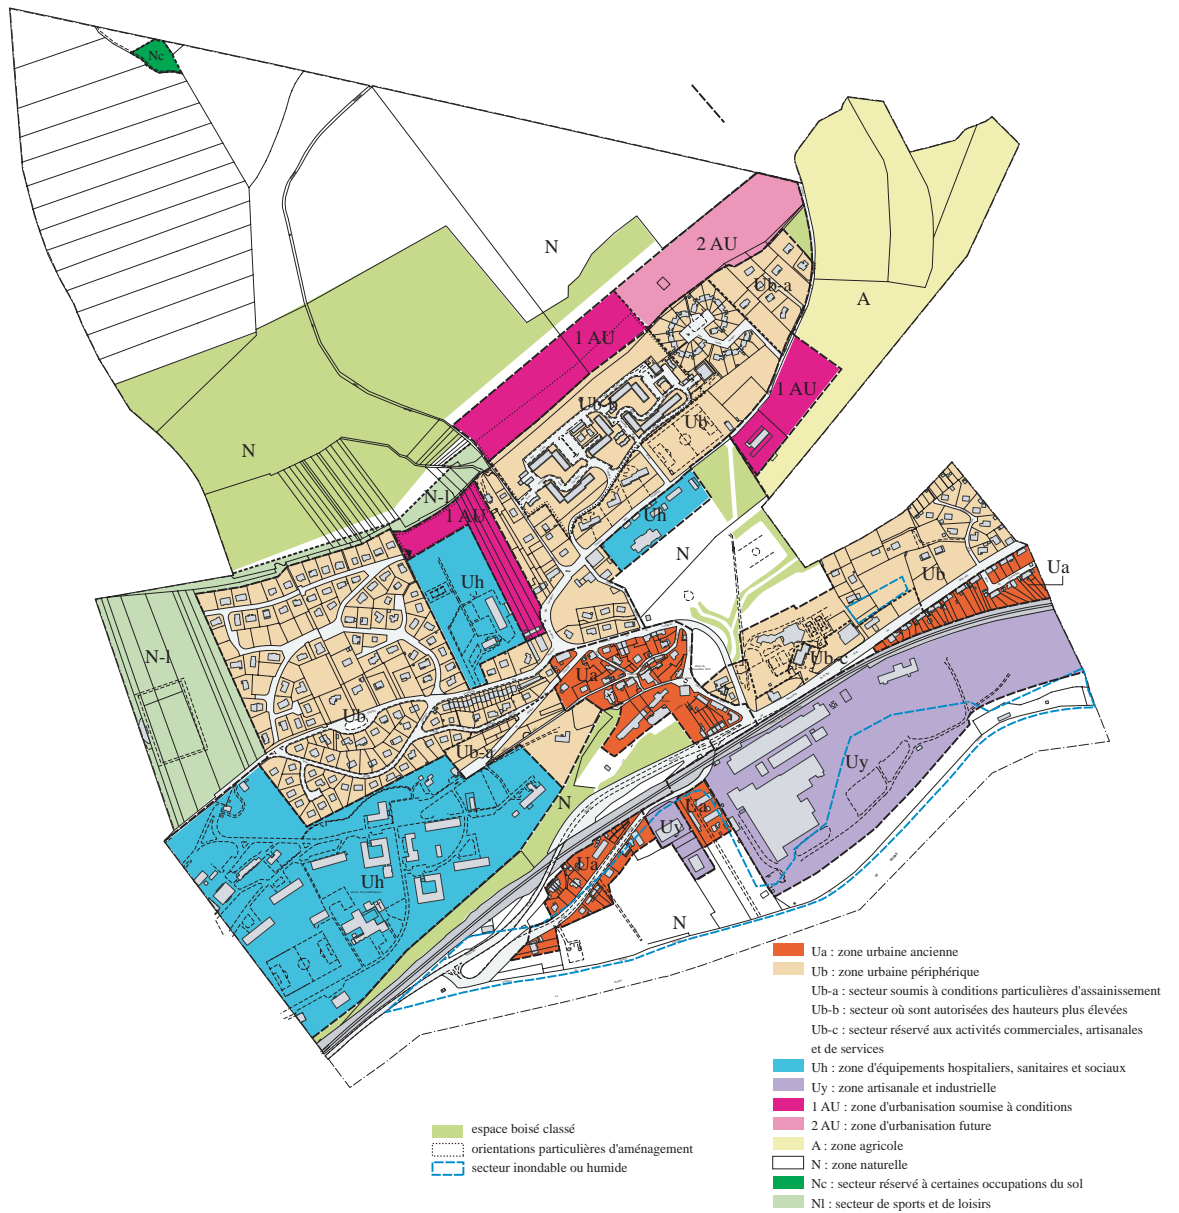 Nc
N
2 AU
Ub-a
A
1 AU
1 AU
Ub-b
Ub
N
N-l
1 AU
Uh
N
Uh
Ub
Ua
N-l
Ua
Ub-c
Ub
Ub-a
Uy
N
Ua
Uy
Ua
Uh
N
Ua : zone urbaine ancienne
Ub : zone urbaine périphérique
Ub-a : secteur soumis à conditions particulières d'assainissement
Ub-b : secteur où sont autorisées des hauteurs plus élevées
Ub-c : secteur réservé aux activités commerciales, artisanales
et de services
Uh : zone d'équipements hospitaliers, sanitaires et sociaux
Uy : zone artisanale et industrielle
1 AU : zone d'urbanisation soumise à conditions
2 AU : zone d'urbanisation future
A : zone agricole
N : zone naturelle
Nc : secteur réservé à certaines occupations du sol
Nl : secteur de sports et de loisirs
espace boisé classé
orientations particulières d'aménagement
secteur inondable ou humide